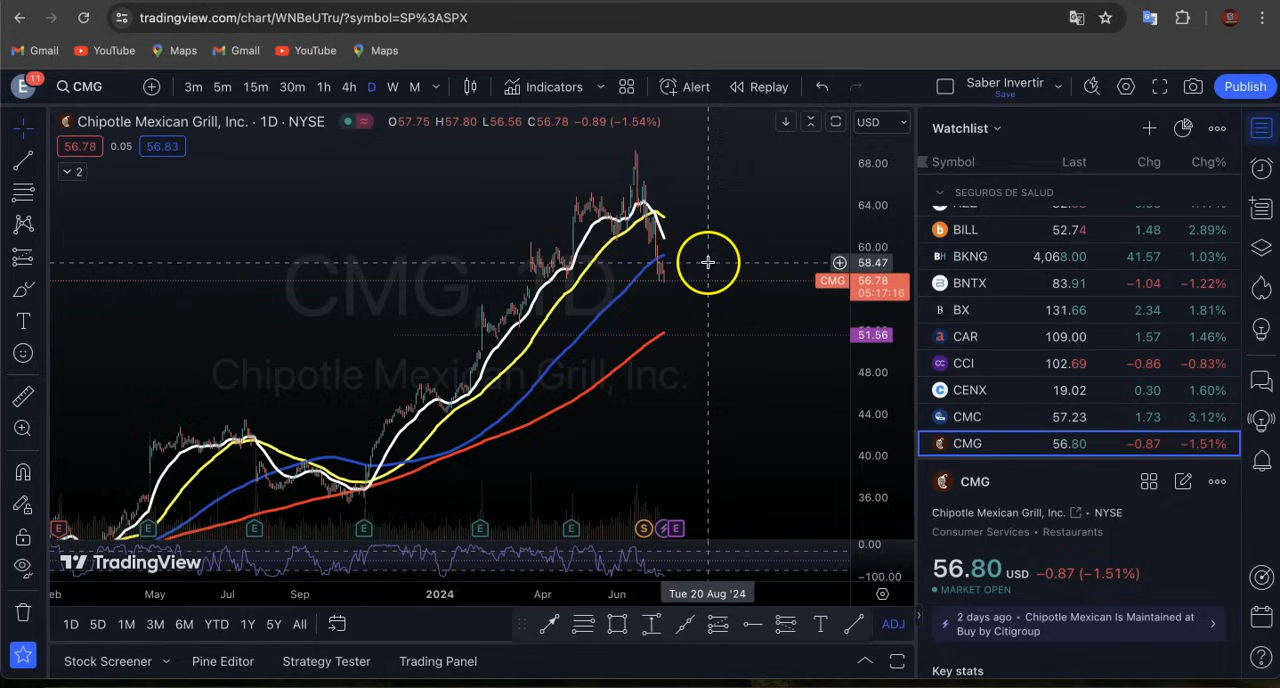 tradingview.com/chart/WNBeUTru/?symbol=SP%3ASPX
Gmail YouTube Maps Gmail YouTube Maps
E 11 CMG 3m 5m 15m 30m 1h 4h D W M Indicators Alert Replay Saber Invertir Save Publish
Chipotle Mexican Grill, Inc. · 1D · NYSE O57.75 H57.80 L56.56 C56.78 −0.89 (−1.54%) USD
56.78 0.05 56.83
2
68.00
64.00
60.00
58.47
CMG 56.78
05:17:16
51.56
48.00
44.00
40.00
36.00
0.00
−100.00
CMG, 1D
Chipotle Mexican Grill, Inc.
E E E E E E S E
TradingView
eb May Jul Sep 2024 Apr Jun Tue 20 Aug '24
1D 5D 1M 3M 6M YTD 1Y 5Y All T ADJ
Stock Screener Pine Editor Strategy Tester Trading Panel
Watchlist
Symbol Last Chg Chg%
SEGUROS DE SALUD
BILL 52.74 1.48 2.89%
BKNG 4,068.00 41.57 1.03%
BNTX 83.91 −1.04 −1.22%
BX 131.66 2.34 1.81%
CAR 109.00 1.57 1.46%
CCI 102.69 −0.86 −0.83%
CENX 19.02 0.30 1.60%
CMC 57.23 1.73 3.12%
CMG 56.80 −0.87 −1.51%
CMG
Chipotle Mexican Grill, Inc. • NYSE
Consumer Services • Restaurants
56.80 USD −0.87 (−1.51%)
MARKET OPEN
2 days ago • Chipotle Mexican Is Maintained at
Buy by Citigroup
Key stats